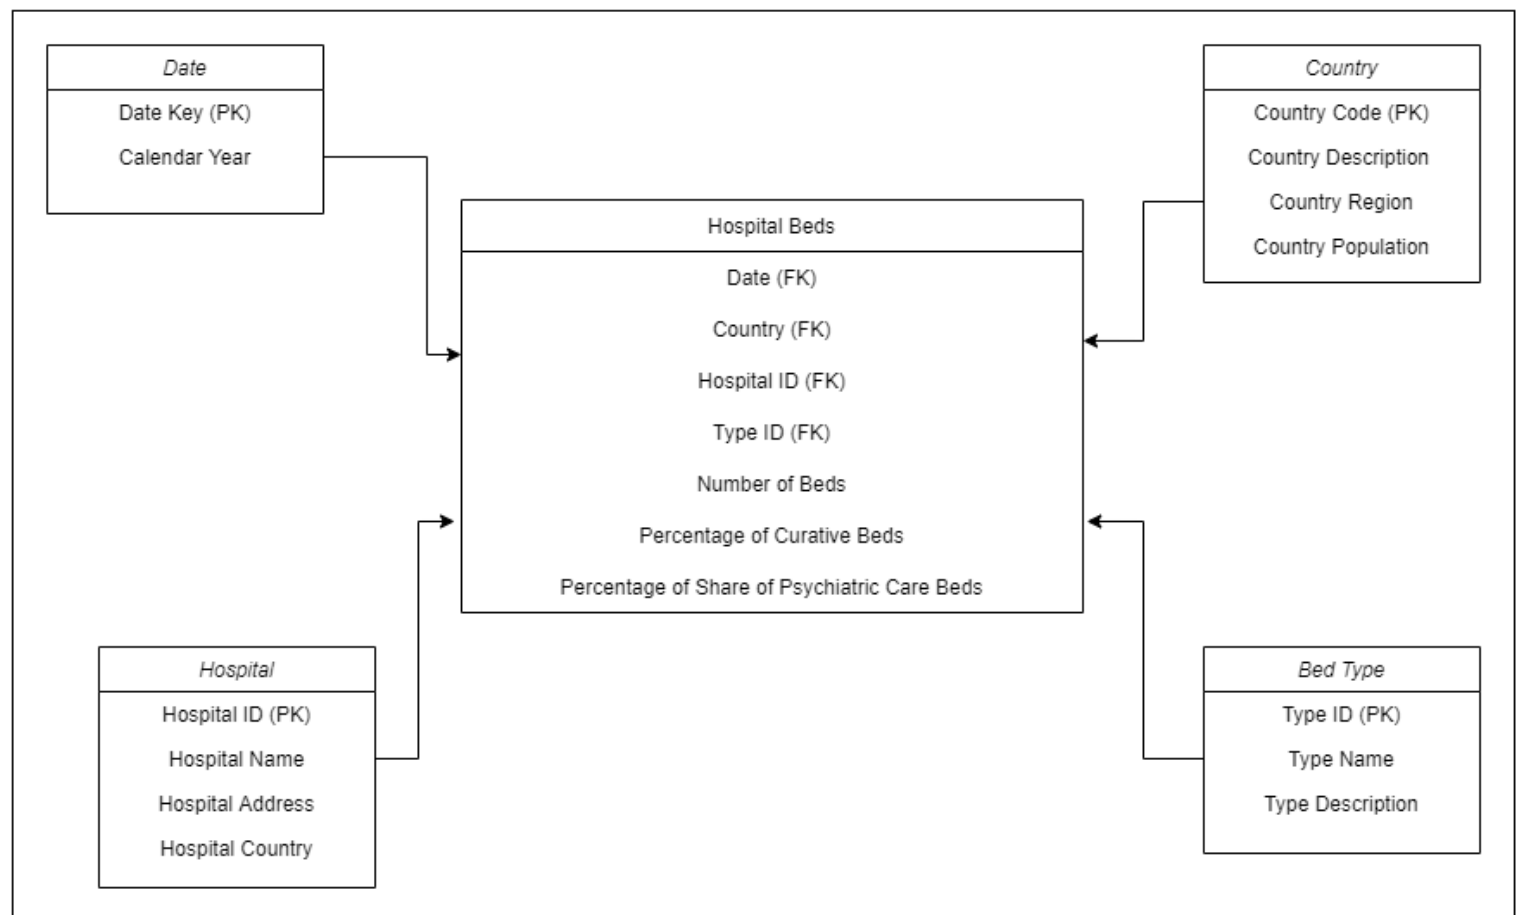 Date
Date Key (PK)
Calendar Year
Country
Country Code (PK)
Country Description
Country Region
Country Population
Hospital Beds
Date (FK)
Country (FK)
Hospital ID (FK)
Type ID (FK)
Number of Beds
Percentage of Curative Beds
Percentage of Share of Psychiatric Care Beds
Hospital
Hospital ID (PK)
Hospital Name
Hospital Address
Hospital Country
Bed Type
Type ID (PK)
Type Name
Type Description